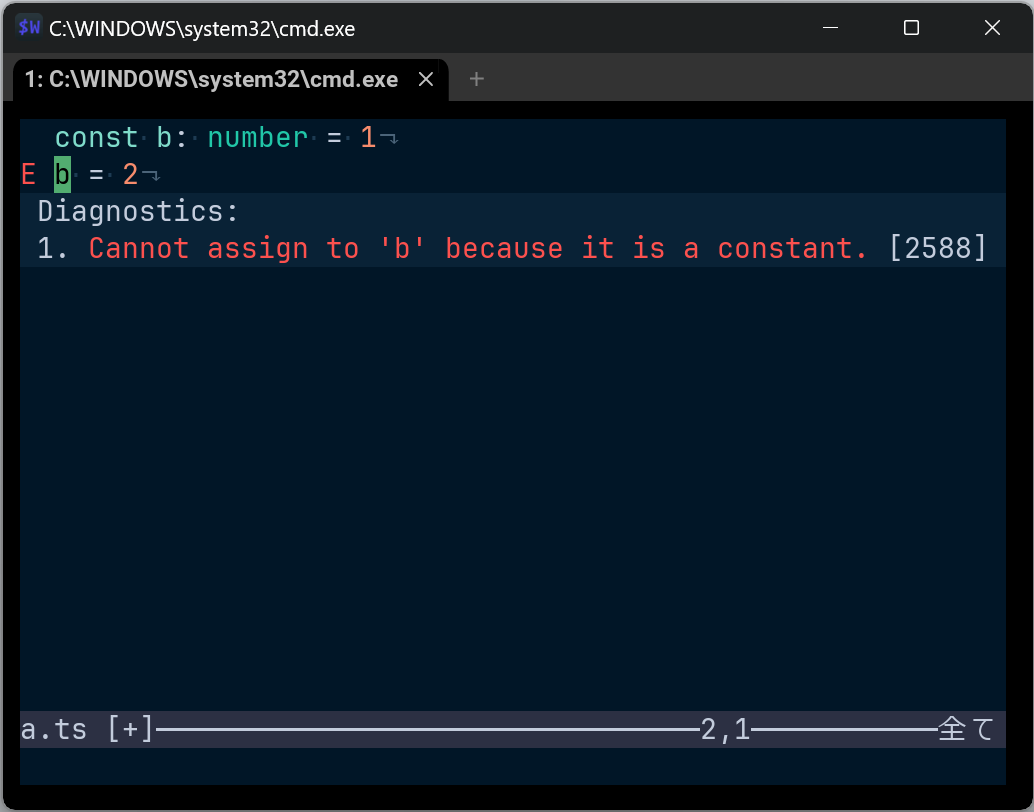 $W C:\WINDOWS\system32\cmd.exe
1: C:\WINDOWS\system32\cmd.exe
const b: number = 1
E b = 2
Diagnostics:
1. Cannot assign to 'b' because it is a constant. [2588]
a.ts [+] 2,1 全て